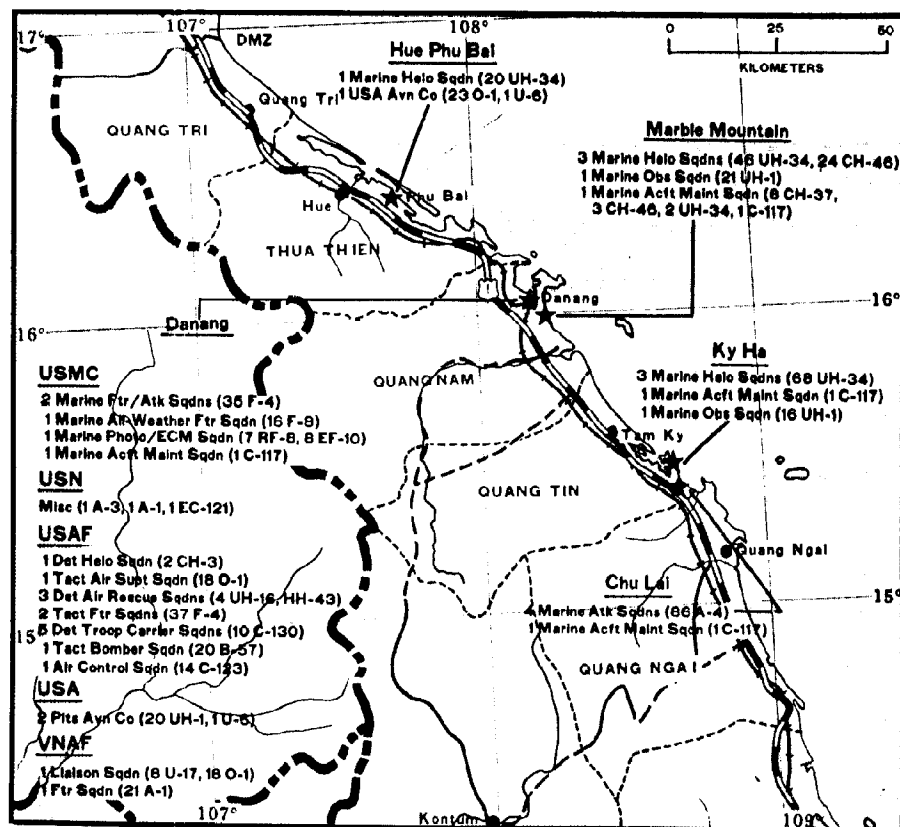 107°
108°
17°
DMZ
0 25 50
KILOMETERS
Hue Phu Bai
1 Marine Helo Sqdn (20 UH-34)
1 USA Avn Co (23 O-1, 1 U-6)
Quang Tri
QUANG TRI
Marble Mountain
3 Marine Helo Sqdns (46 UH-34, 24 CH-46)
1 Marine Obs Sqdn (21 UH-1)
1 Marine Acft Maint Sqdn (6 CH-37,
3 CH-46, 2 UH-34, 1 C-117)
Hue
Phu Bai
THUA THIEN
1
Danang
16°
Danang
16°
Ky Ha
3 Marine Helo Sqdns (68 UH-34)
1 Marine Acft Maint Sqdn (1 C-117)
1 Marine Obs Sqdn (16 UH-1)
QUANG NAM
USMC
2 Marine Ftr/Atk Sqdns (36 F-4)
1 Marine All-Weather Ftr Sqdn (16 F-8)
1 Marine Photo/ECM Sqdn (7 RF-8, 8 EF-10)
1 Marine Acft Maint Sqdn (1 C-117)
Tam Ky
USN
Misc (1 A-3, 1 A-1, 1 EC-121)
QUANG TIN
USAF
1 Det Helo Sqdn (2 CH-3)
1 Tact Air Supt Sqdn (18 O-1)
3 Det Air Rescue Sqdns (4 UH-16, HH-43)
2 Tact Ftr Sqdns (37 F-4)
5 Det Troop Carrier Sqdns (10 C-130)
1 Tact Bomber Sqdn (20 B-57)
1 Air Control Sqdn (14 C-123)
Quang Ngai
Chu Lai
4 Marine Atk Sqdns (66 A-4)
1 Marine Acft Maint Sqdn (1 C-117)
15°
15°
QUANG NGAI
USA
2 Plts Avn Co (20 UH-1, 1 U-6)
VNAF
1 Liaison Sqdn (8 U-17, 18 O-1)
1 Ftr Sqdn (21 A-1)
107°
Kontum
109°